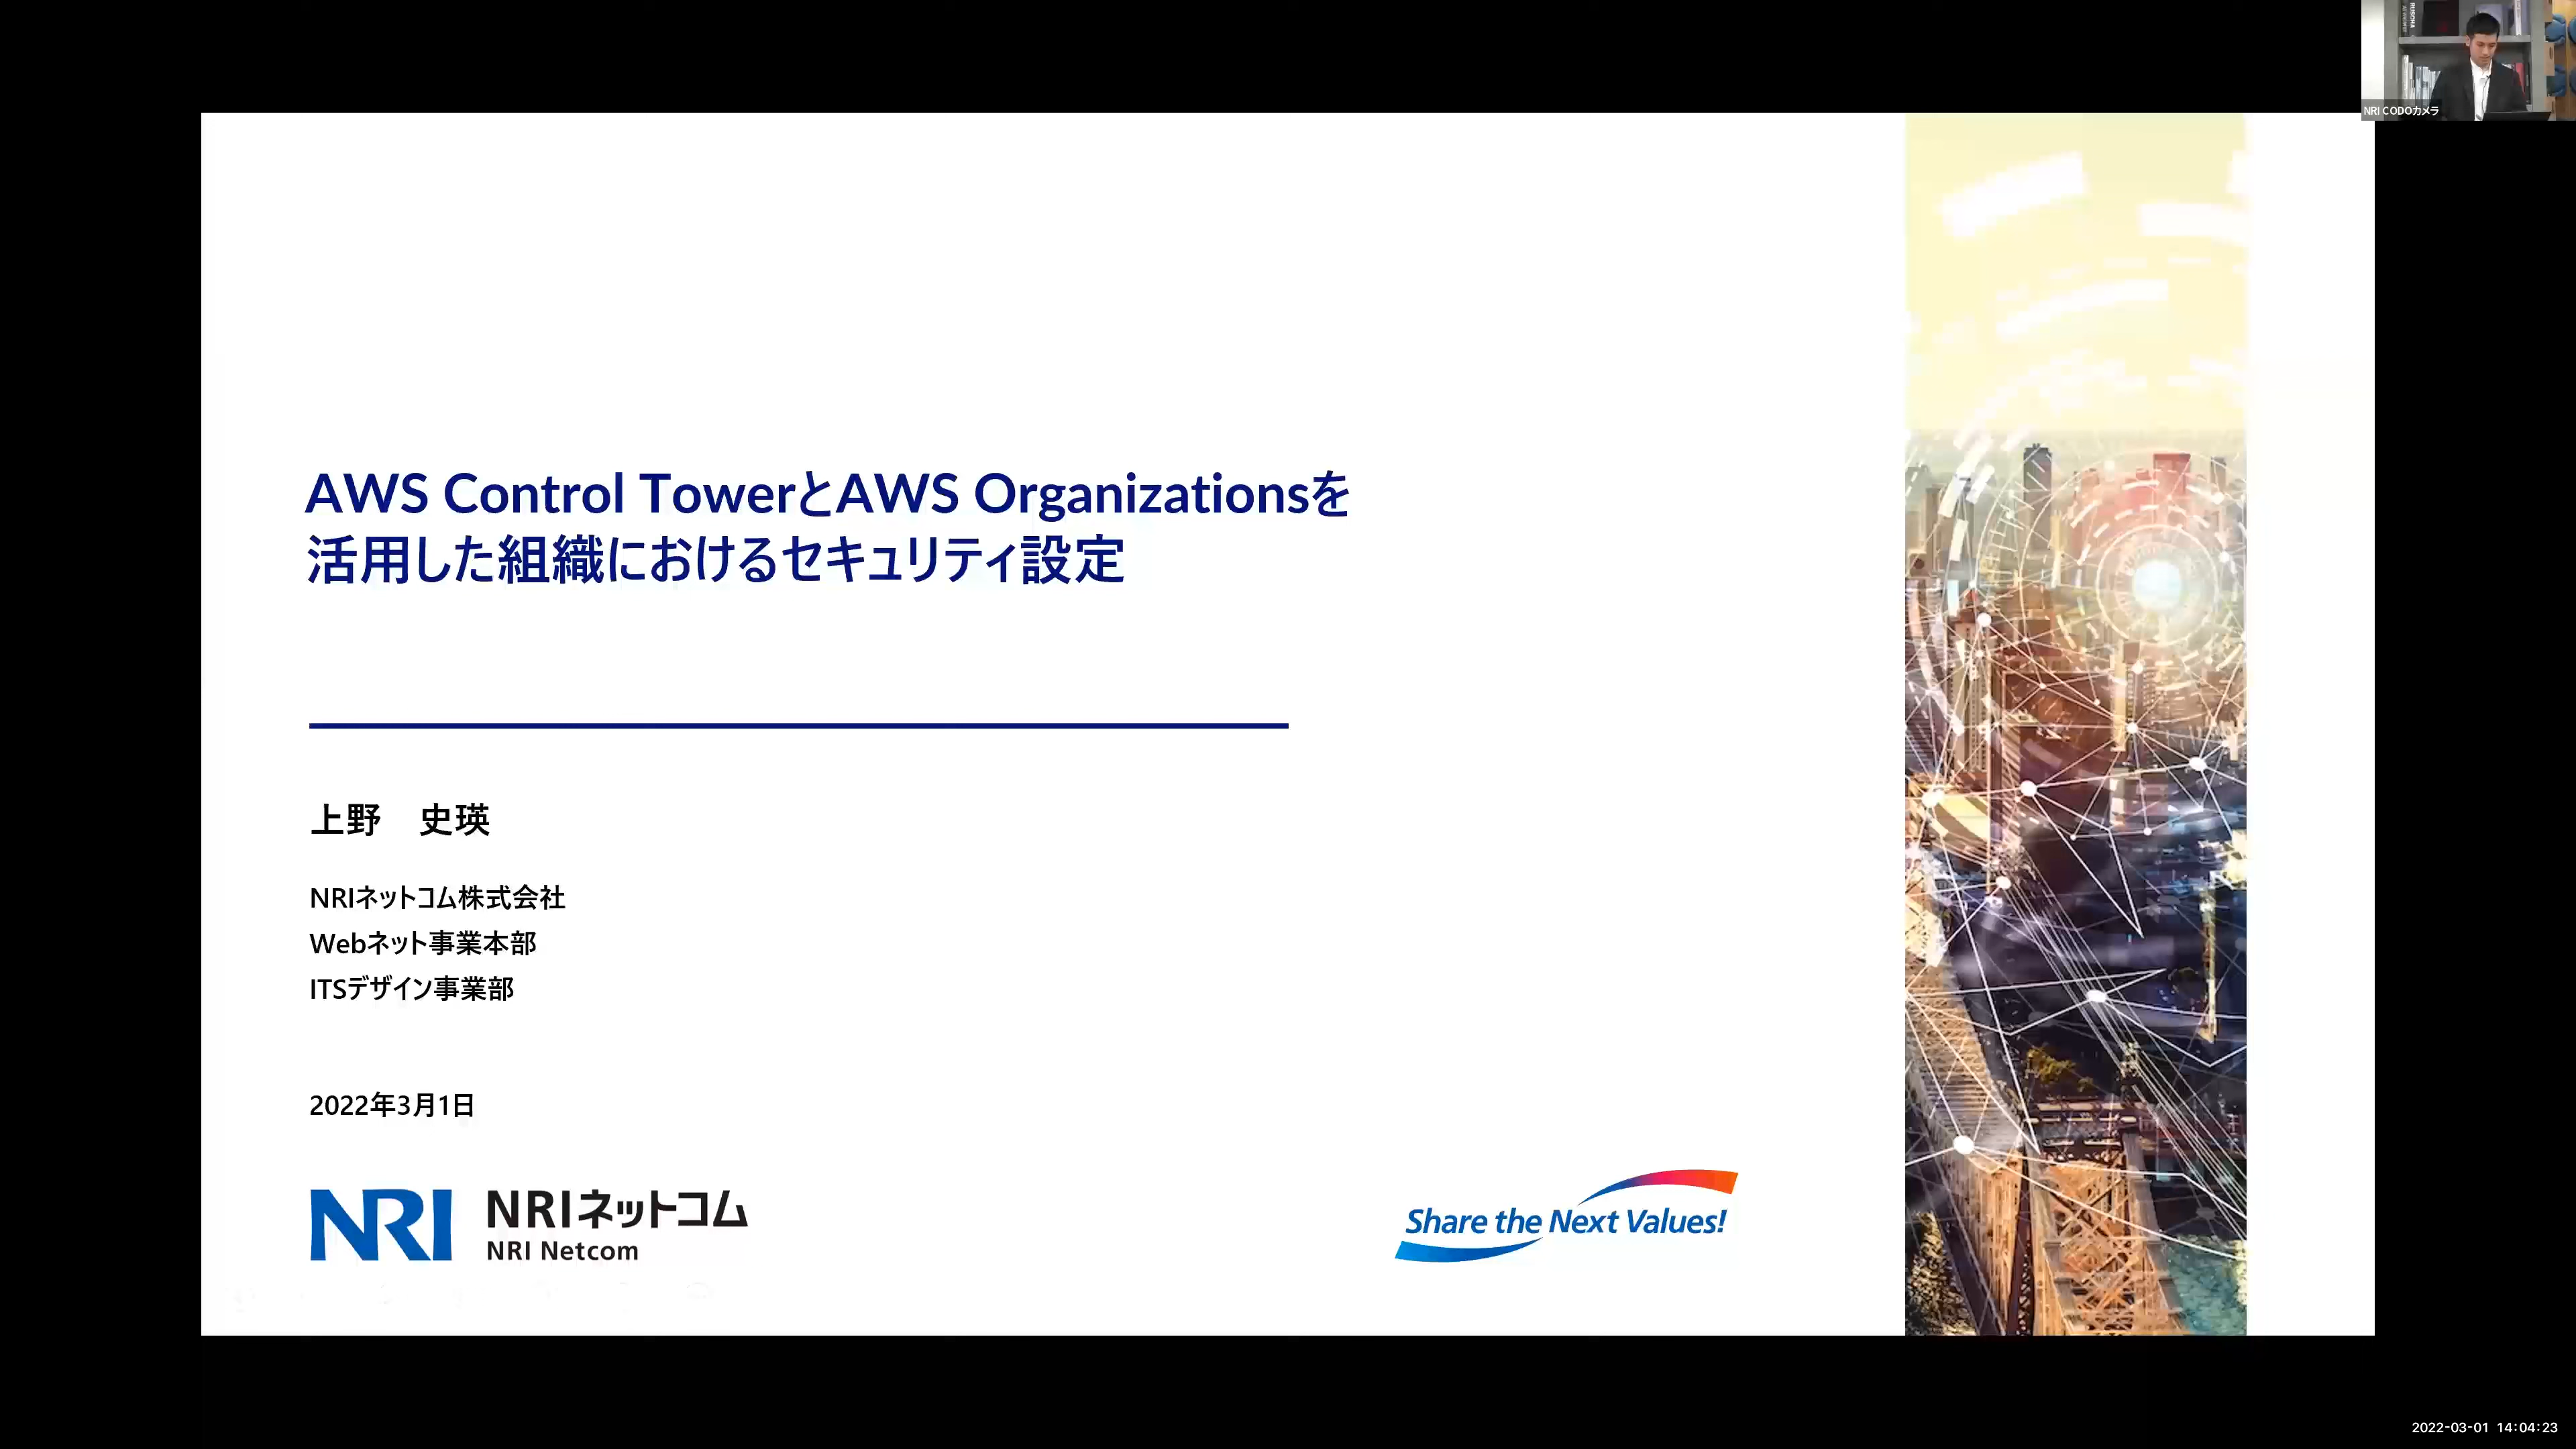 NRI CODOカメラ
AWS Control TowerとAWS Organizationsを
活用した組織におけるセキュリティ設定
上野　史瑛
NRIネットコム株式会社
Webネット事業本部
ITSデザイン事業部
2022年3月1日
NRI
NRIネットコム
NRI Netcom
Share the Next Values!
2022-03-01 14:04:23